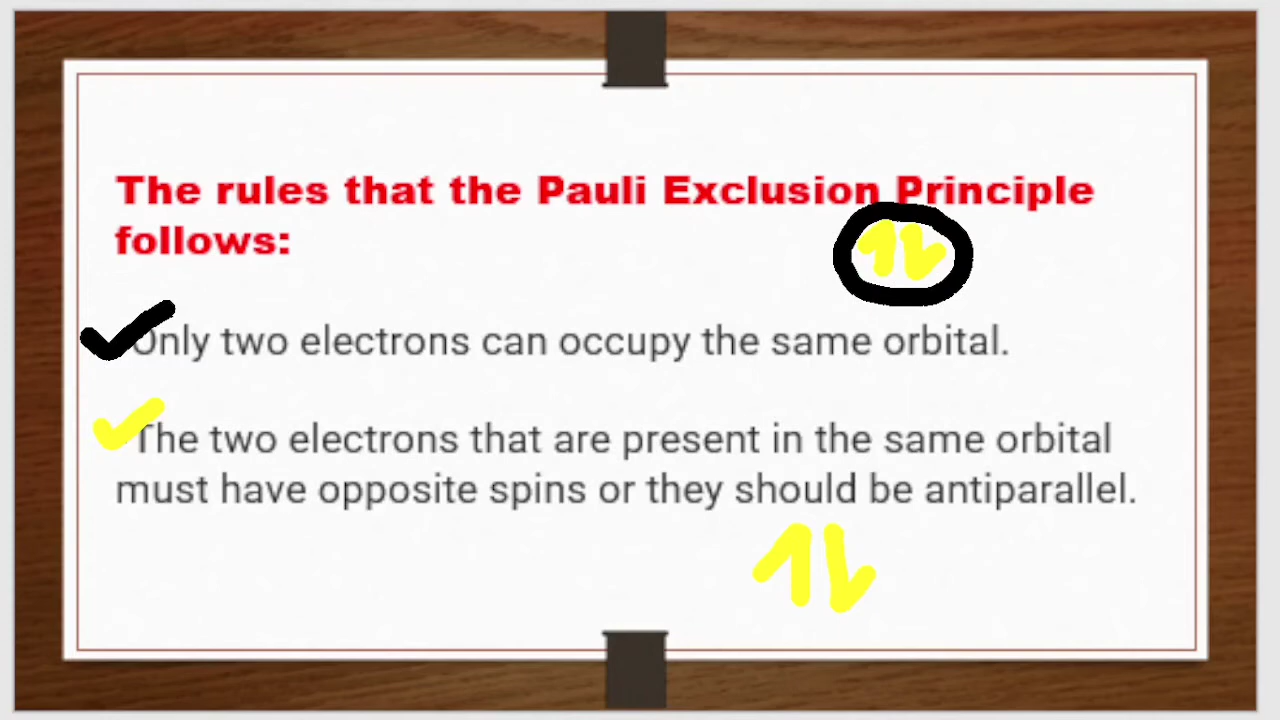 The rules that the Pauli Exclusion Principle
follows:
Only two electrons can occupy the same orbital.
The two electrons that are present in the same orbital
must have opposite spins or they should be antiparallel.